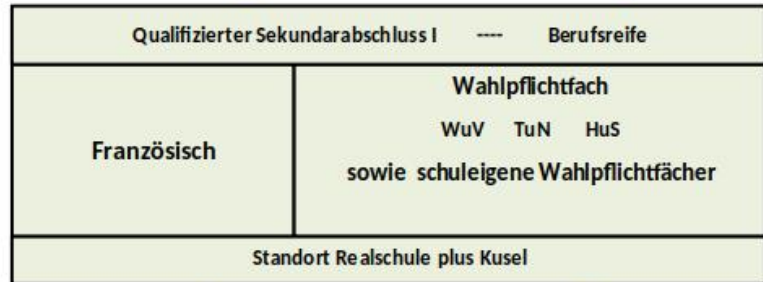 Qualifizierter Sekundarabschluss I ---- Berufsreife
Französisch
Wahlpflichtfach
WuV TuN HuS
sowie schuleigene Wahlpflichtfächer
Standort Realschule plus Kusel